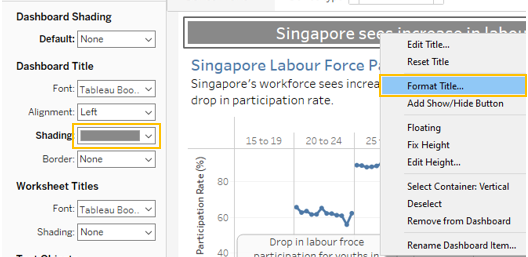 Dashboard Shading
Default: None
Dashboard Title
Font: Tableau Boo..
Alignment: Left
Shading:
Border: None
Worksheet Titles
Font: Tableau Boo..
Shading: None
Singapore sees increase in labou
Singapore Labour Force Pa
Singapore's workforce sees increa
drop in participation rate.
15 to 19
20 to 24
25
Participation Rate (%)
80
60
Drop in labour froce
participation for youths in
Edit Title...
Reset Title
Format Title...
Add Show/Hide Button
Floating
Fix Height
Edit Height...
Select Container: Vertical
Deselect
Remove from Dashboard
Rename Dashboard Item...